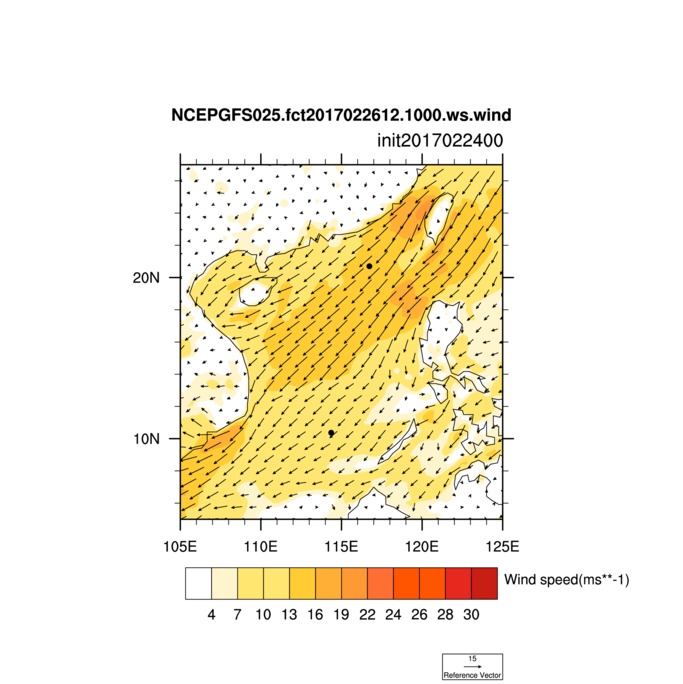 NCEPGFS025.fct2017022612.1000.ws.wind
init2017022400
20N
10N
105E 110E 115E 120E 125E
Wind speed(ms**-1)
4 7 10 13 16 19 22 24 26 28 30
15
Reference Vector